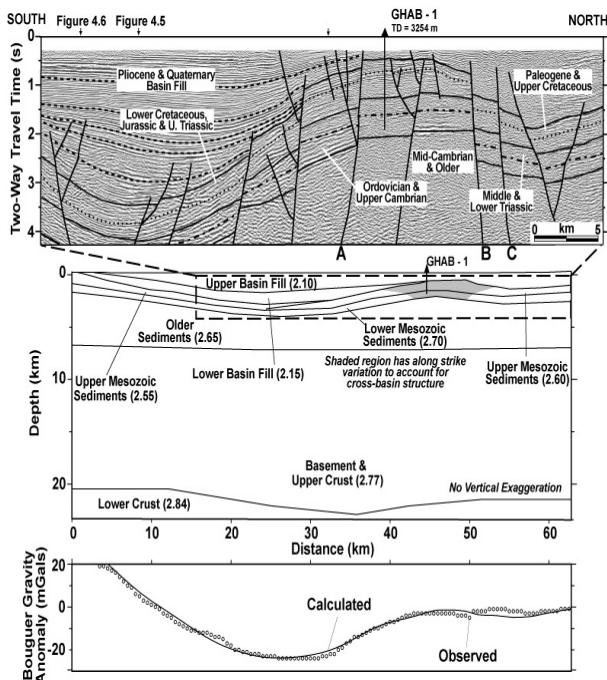 SOUTH
Figure 4.6
Figure 4.5
GHAB - 1
TD = 3254 m
NORTH
Two-Way Travel Time (s)
0
1
2
3
4
Pliocene & Quaternary
Basin Fill
Lower Cretaceous,
Jurassic & U. Triassic
Paleogene &
Upper Cretaceous
Mid-Cambrian
& Older
Ordovician &
Upper Cambrian
Middle &
Lower Triassic
km
0
5
A
B
C
GHAB - 1
Depth (km)
0
10
20
Upper Basin Fill (2.10)
Older
Sediments (2.65)
Lower Mesozoic
Sediments (2.70)
Upper Mesozoic
Sediments (2.55)
Lower Basin Fill (2.15)
Shaded region has along strike
variation to account for
cross-basin structure
Upper Mesozoic
Sediments (2.60)
Basement &
Upper Crust (2.77)
No Vertical Exaggeration
Lower Crust (2.84)
0
10
20
30
40
50
60
Distance (km)
Bouguer Gravity
Anomaly (mGals)
20
0
-20
Calculated
Observed